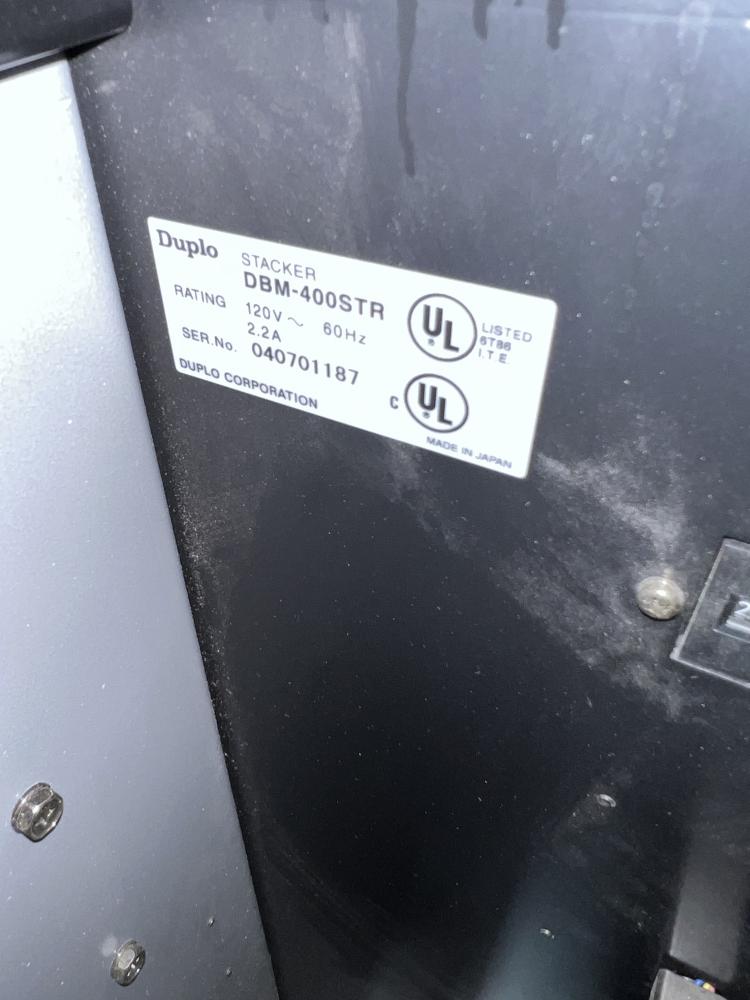 Duplo
STACKER
DBM-400STR
RATING 120V ~ 60Hz
2.2A
SER.No. 040701187
DUPLO CORPORATION
UL
LISTED
6T86
I.T.E.
C UL
MADE IN JAPAN